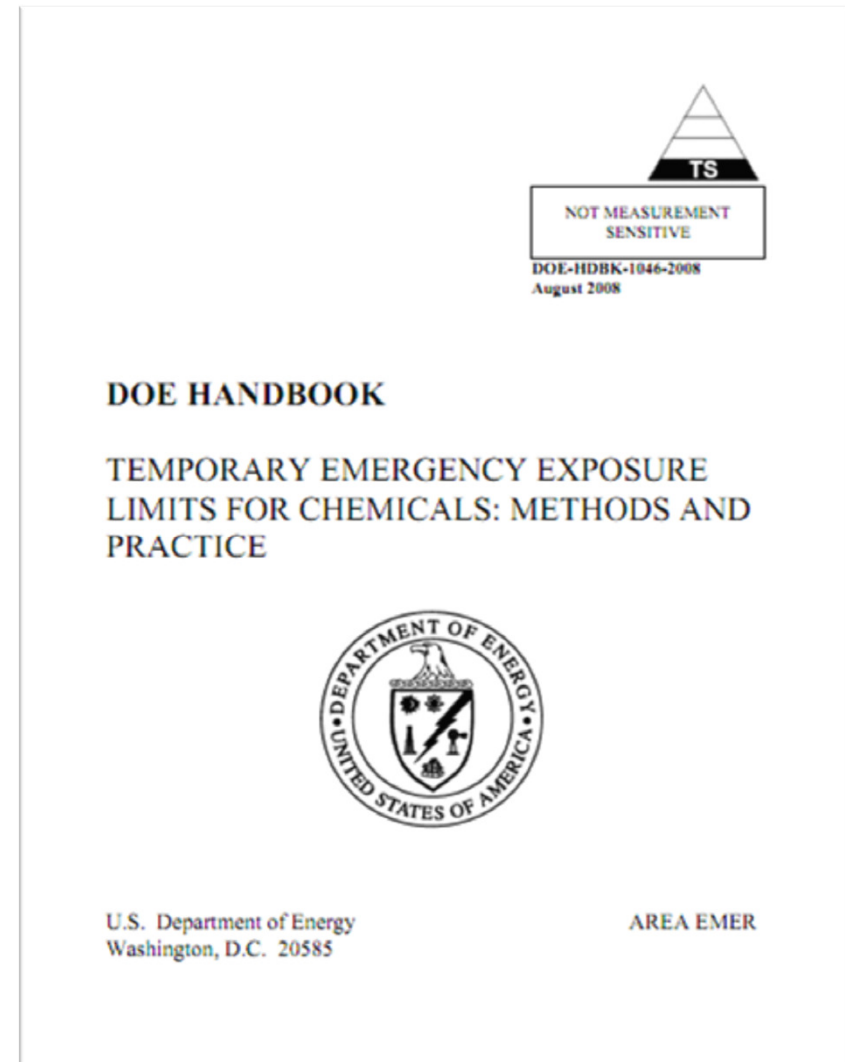 TS
NOT MEASUREMENT
SENSITIVE
DOE-HDBK-1046-2008
August 2008
DOE HANDBOOK
TEMPORARY EMERGENCY EXPOSURE
LIMITS FOR CHEMICALS: METHODS AND
PRACTICE
DEPARTMENT OF ENERGY
UNITED STATES OF AMERICA
U.S. Department of Energy
AREA EMER
Washington, D.C. 20585